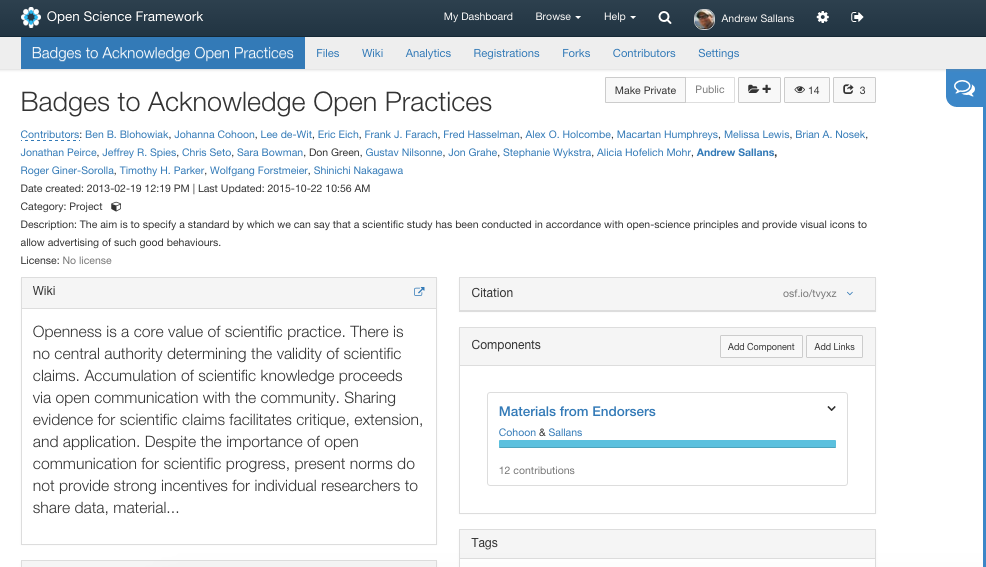 Open Science Framework
My Dashboard Browse Help Andrew Sallans
Badges to Acknowledge Open Practices Files Wiki Analytics Registrations Forks Contributors Settings
Make Private Public 14 3
Badges to Acknowledge Open Practices
Contributors: Ben B. Blohowiak, Johanna Cohoon, Lee de-Wit, Eric Eich, Frank J. Farach, Fred Hasselman, Alex O. Holcombe, Macartan Humphreys, Melissa Lewis, Brian A. Nosek,
Jonathan Peirce, Jeffrey R. Spies, Chris Seto, Sara Bowman, Don Green, Gustav Nilsonne, Jon Grahe, Stephanie Wykstra, Alicia Hofelich Mohr, Andrew Sallans,
Roger Giner-Sorolla, Timothy H. Parker, Wolfgang Forstmeier, Shinichi Nakagawa
Date created: 2013-02-19 12:19 PM | Last Updated: 2015-10-22 10:56 AM
Category: Project
Description: The aim is to specify a standard by which we can say that a scientific study has been conducted in accordance with open-science principles and provide visual icons to
allow advertising of such good behaviours.
License: No license
Wiki
Openness is a core value of scientific practice. There is
no central authority determining the validity of scientific
claims. Accumulation of scientific knowledge proceeds
via open communication with the community. Sharing
evidence for scientific claims facilitates critique, extension,
and application. Despite the importance of open
communication for scientific progress, present norms do
not provide strong incentives for individual researchers to
share data, material...
Citation osf.io/tvyxz
Components Add Component Add Links
Materials from Endorsers
Cohoon & Sallans
12 contributions
Tags